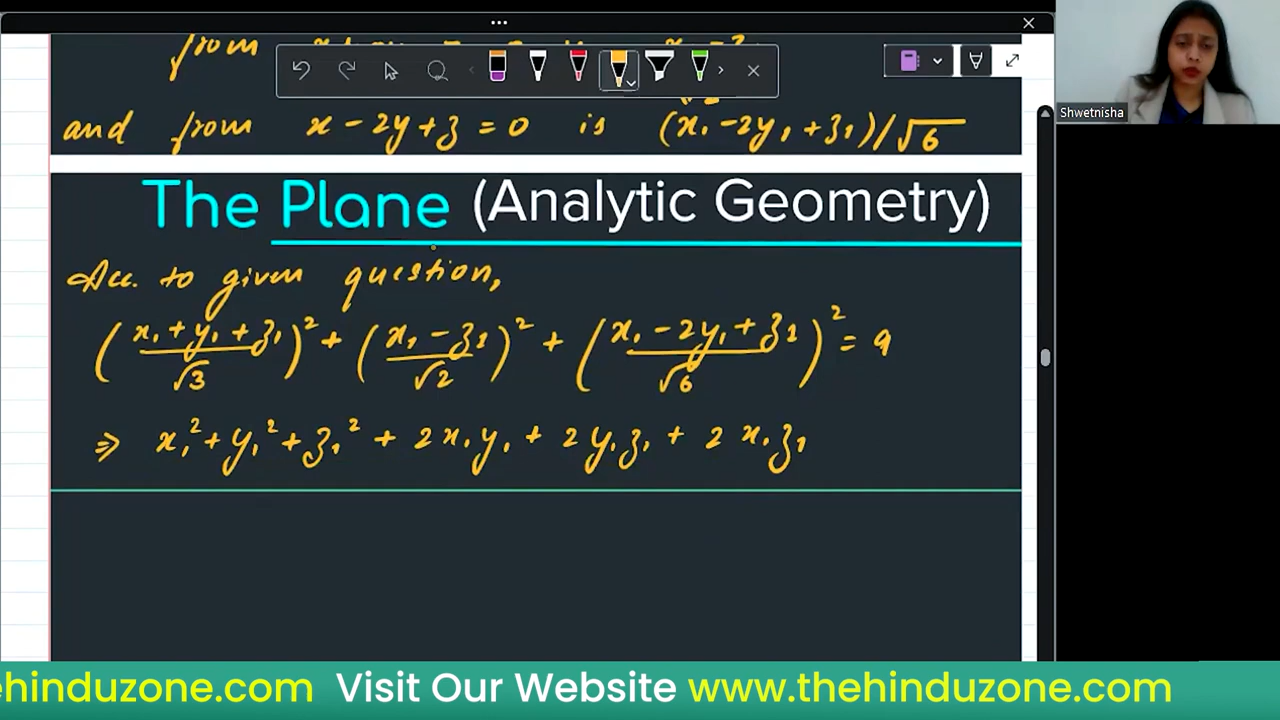 from
and from x - 2y + z = 0 is (x₁ - 2y₁ + z₁)/√6
Shwetnisha
The Plane (Analytic Geometry)
Acc. to given question,
((x₁ + y₁ + z₁)/√3)² + ((x₁ - z₁)/√2)² + ((x₁ - 2y₁ + z₁)/√6)² = 9
⇒ x₁² + y₁² + z₁² + 2x₁y₁ + 2y₁z₁ + 2x₁z₁
ehinduzone.com Visit Our Website www.thehinduzone.com